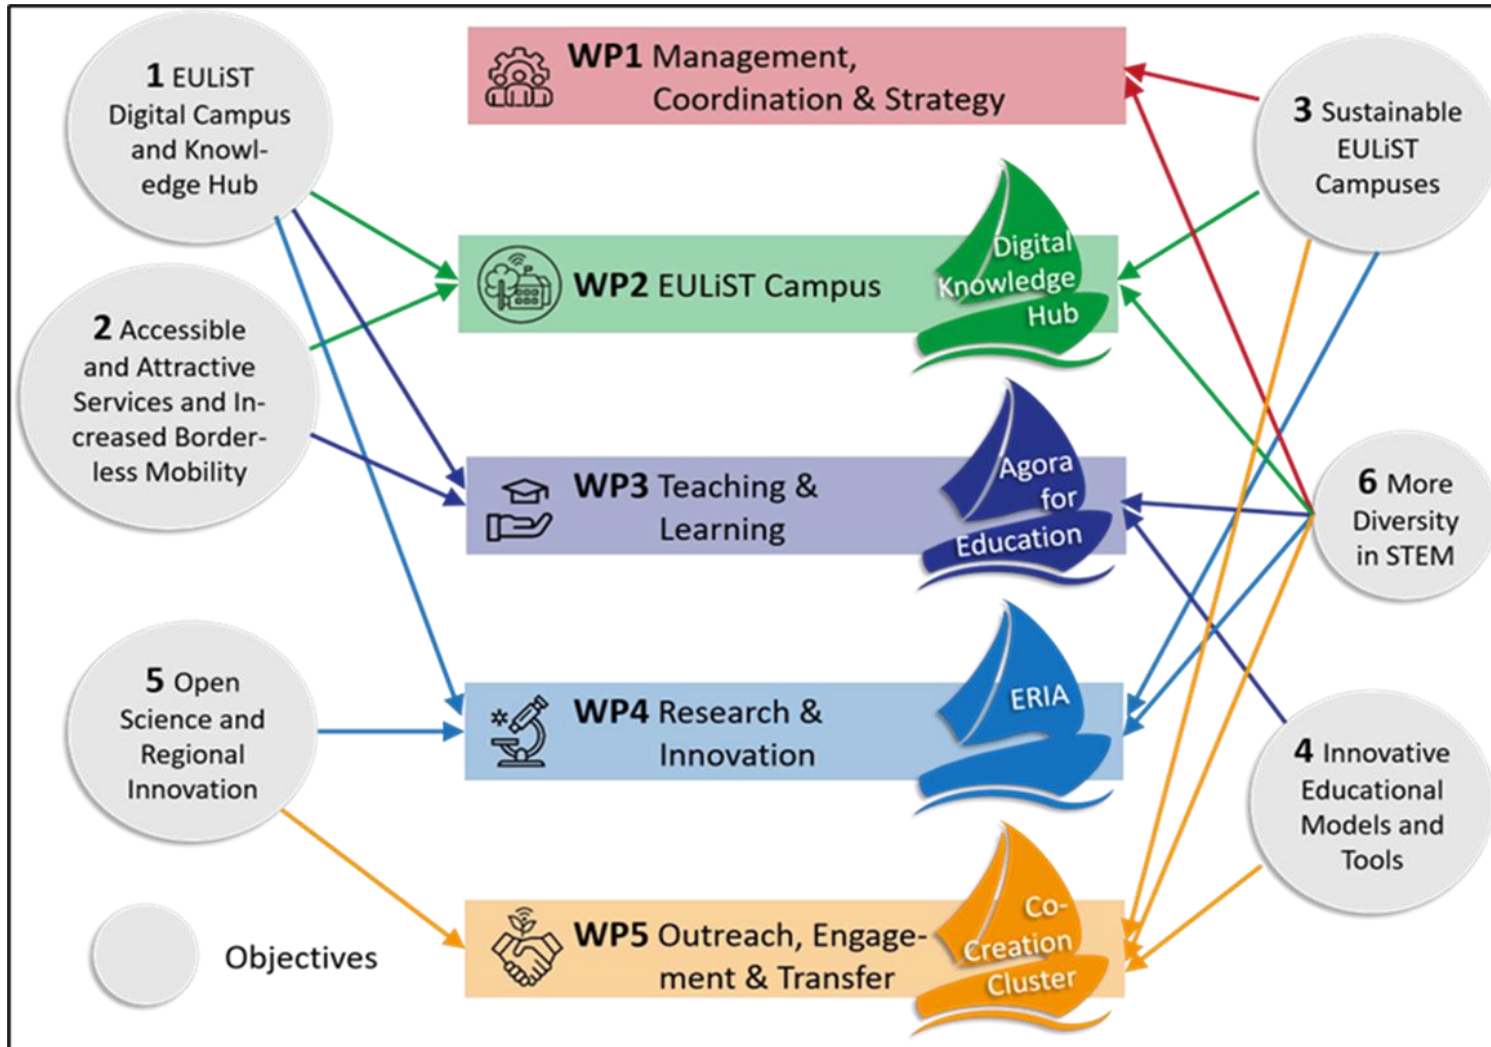 1 EULiST
Digital Campus
and Knowl-
edge Hub
2 Accessible
and Attractive
Services and In-
creased Border-
less Mobility
5 Open
Science and
Regional
Innovation
Objectives
WP1 Management,
Coordination & Strategy
WP2 EULiST Campus
Digital
Knowledge
Hub
WP3 Teaching &
Learning
Agora
for
Education
WP4 Research &
Innovation
ERIA
WP5 Outreach, Engage-
ment & Transfer
Co-
Creation
Cluster
3 Sustainable
EULiST
Campuses
6 More
Diversity
in STEM
4 Innovative
Educational
Models and
Tools